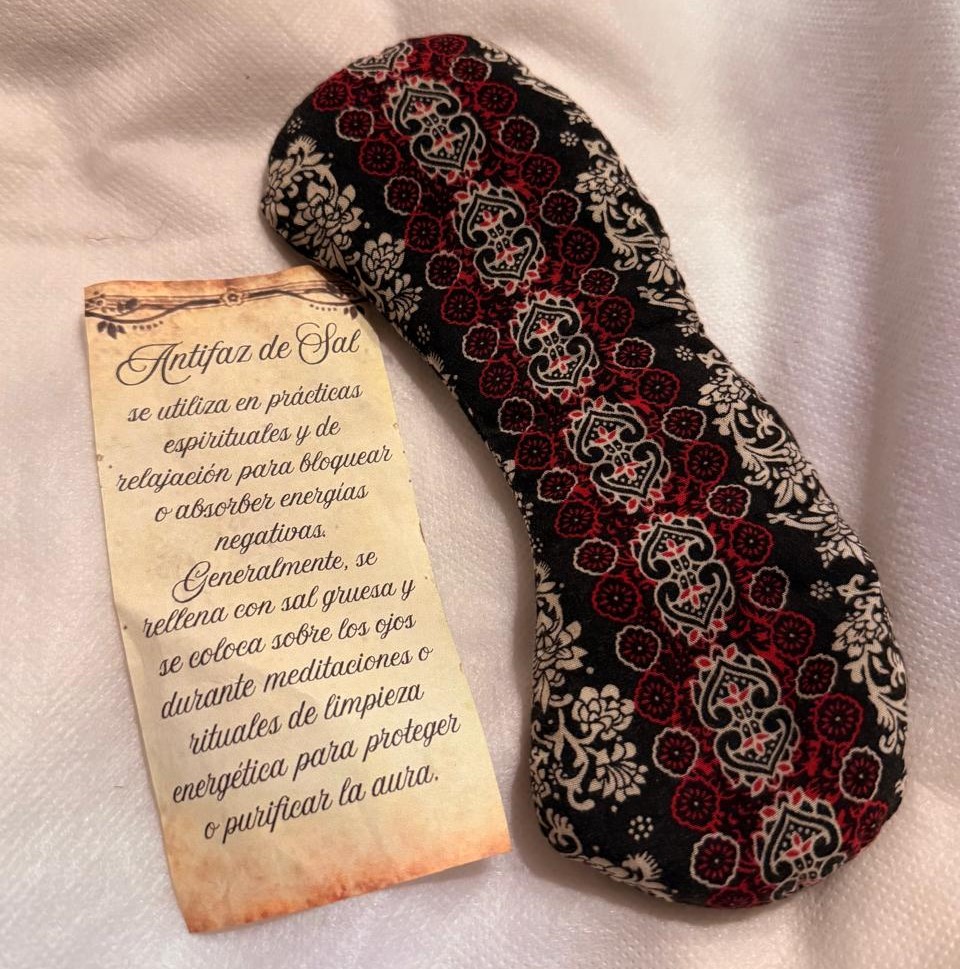 Antifaz de Sal
se utiliza en prácticas
espirituales y de
relajación para bloquear
o absorber energías
negativas.
Generalmente, se
rellena con sal gruesa y
se coloca sobre los ojos
durante meditaciones o
rituales de limpieza
energética para proteger
o purificar la aura.